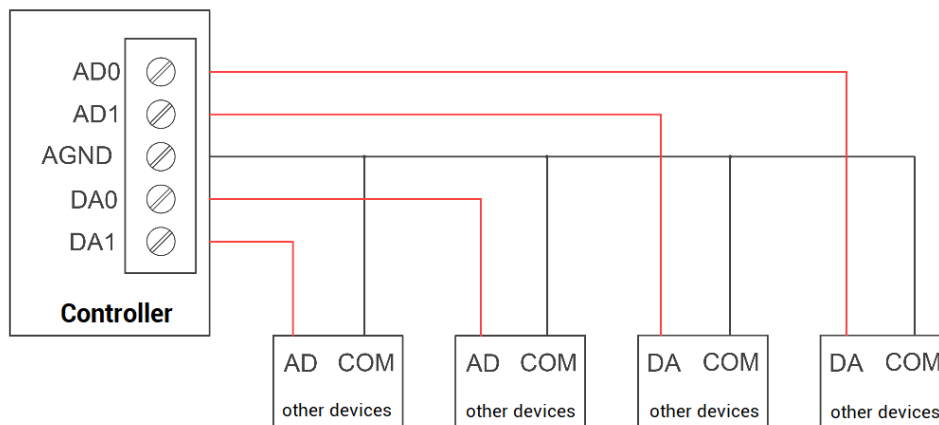 AD0
AD1
AGND
DA0
DA1
Controller
AD COM
other devices
AD COM
other devices
DA COM
other devices
DA COM
other devices